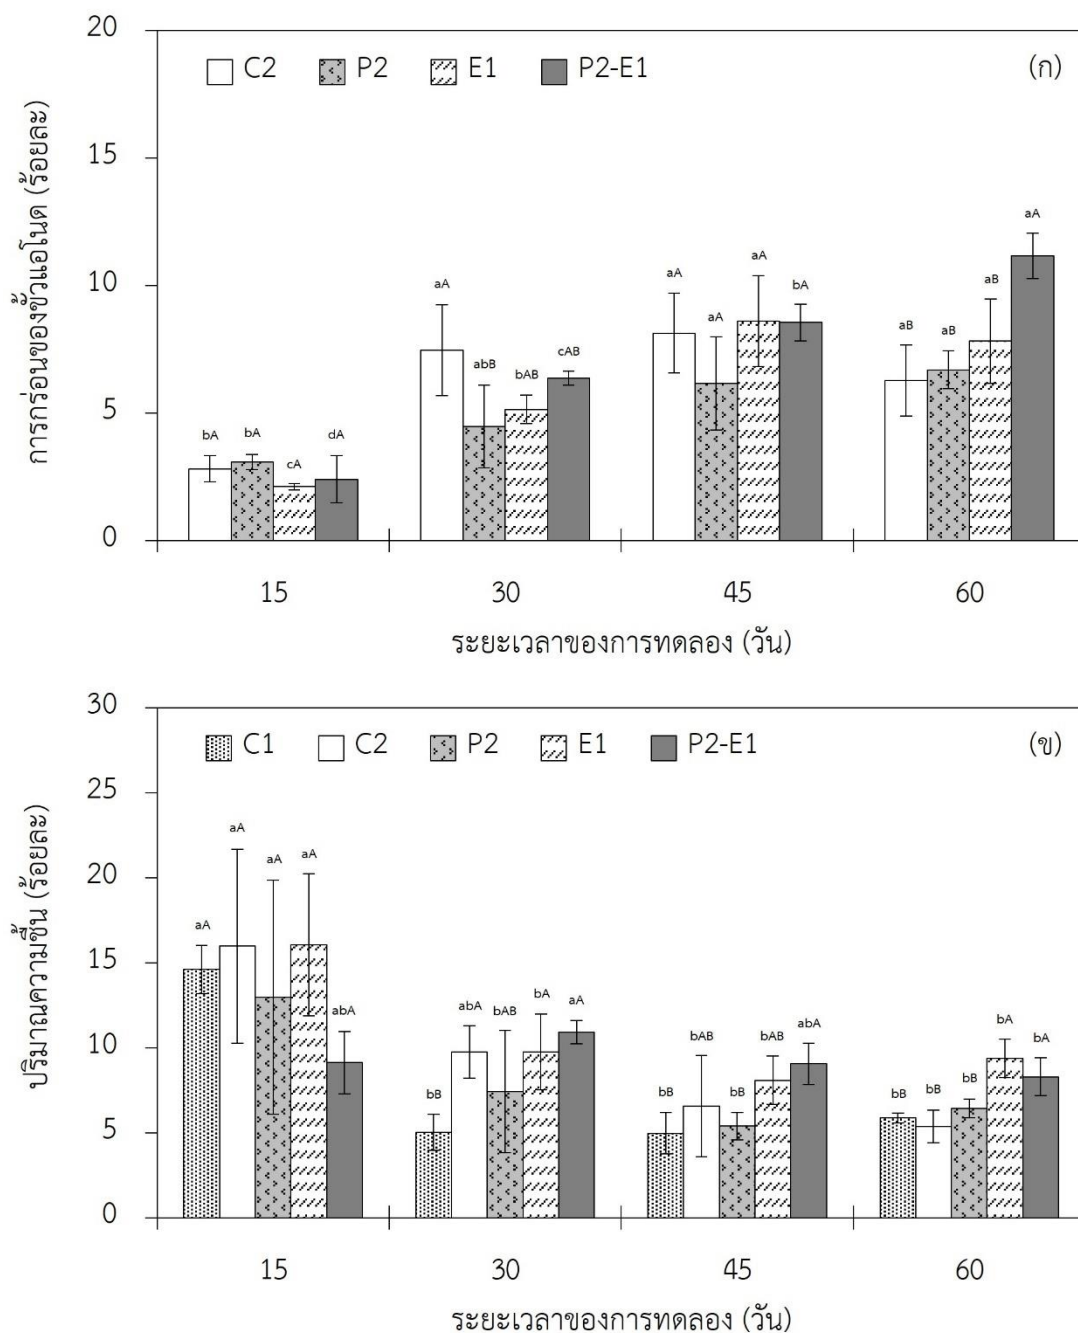 20
C2 P2 E1 P2-E1 (ก)
15
การกร่อนของขั้วแอโนด (ร้อยละ)
aA
10
aA aA aA bA aB aB aB
aA abB bAB cAB
5
bA bA cA dA
0
15 30 45 60
ระยะเวลาของการทดลอง (วัน)
30
C1 C2 P2 E1 P2-E1 (ข)
25
ปริมาณความชื้น (ร้อยละ)
aA aA aA
20
aA
15
abA bB abA bAB bA aA
10
bB bAB bB bAB abA
bB bB bB bA bA
5
0
15 30 45 60
ระยะเวลาของการทดลอง (วัน)